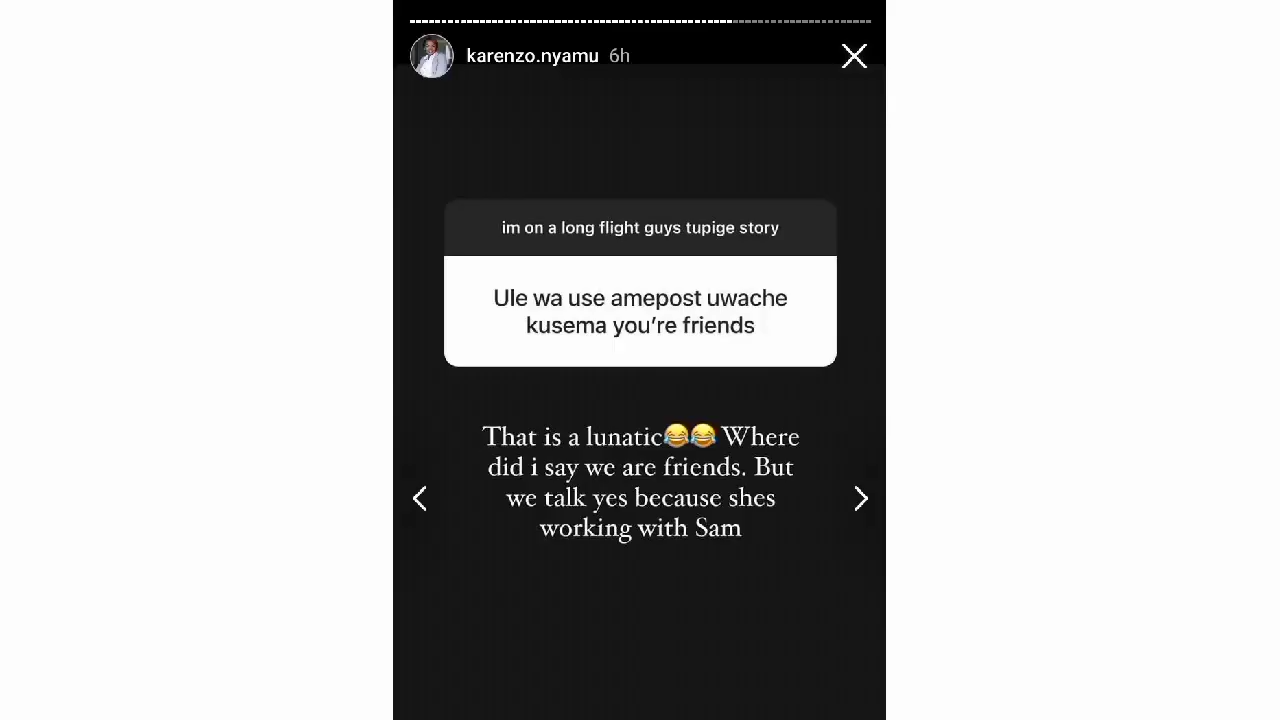 karenzo.nyamu 6h
im on a long flight guys tupige story
Ule wa use amepost uwache
kusema you're friends
That is a lunatic😂😂 Where
did i say we are friends. But
we talk yes because shes
working with Sam